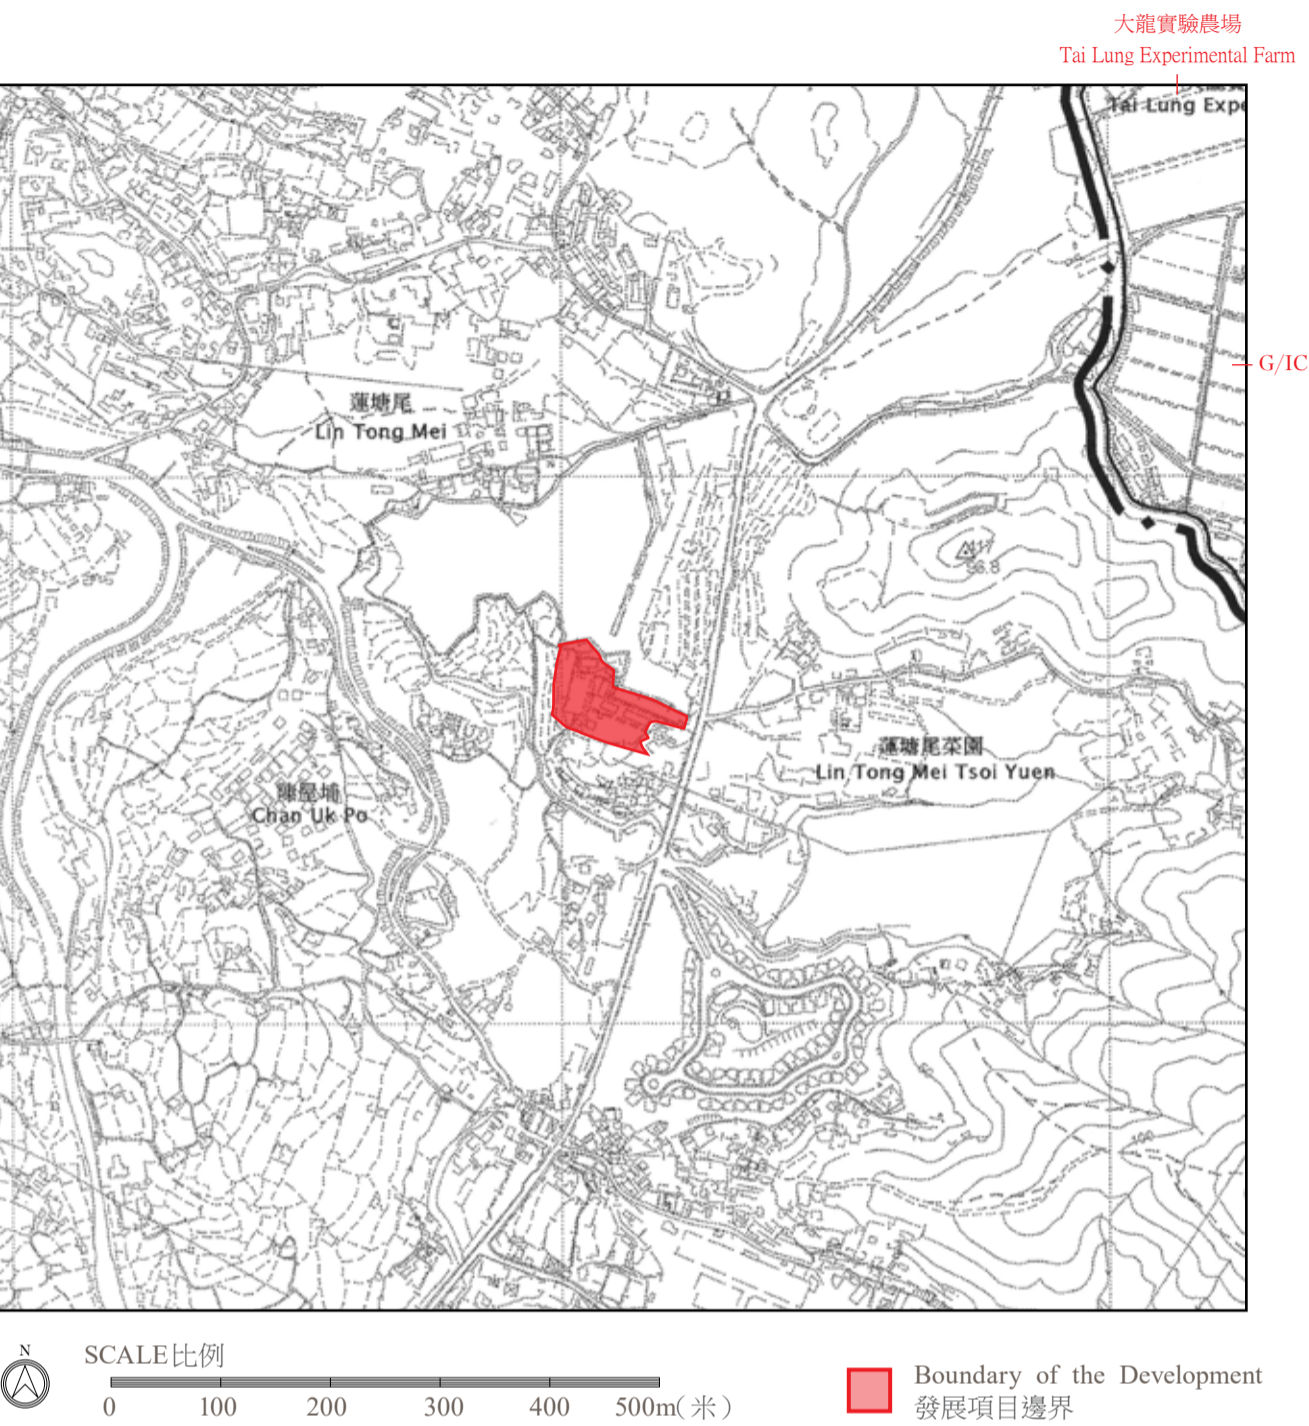 大龍實驗農場
Tai Lung Experimental Farm
Tai Lung Expe
G/IC
蓮塘尾
Lin Tong Mei
蓮塘尾菜園
Lin Tong Mei Tsoi Yuen
陳屋埔
Chan Uk Po
N
SCALE比例
0 100 200 300 400 500m(米)
Boundary of the Development
發展項目邊界